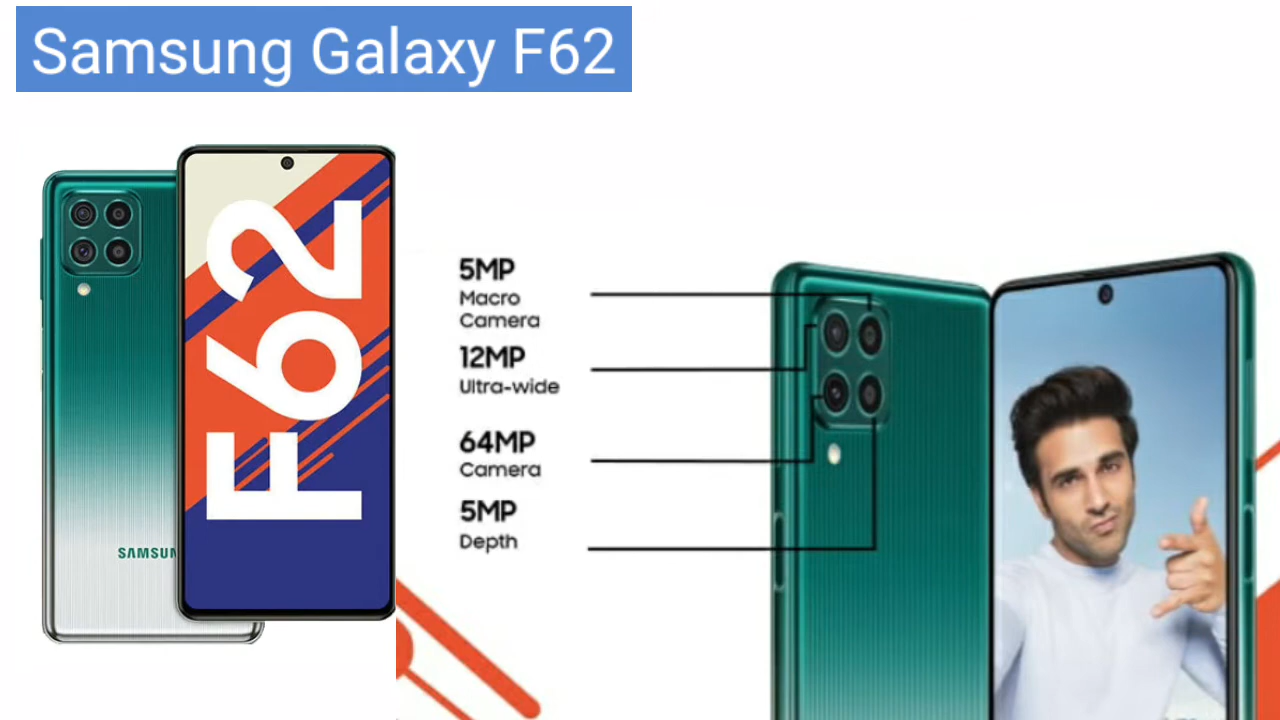 Samsung Galaxy F62
F62
SAMSUN
5MP
Macro
Camera
12MP
Ultra-wide
64MP
Camera
5MP
Depth